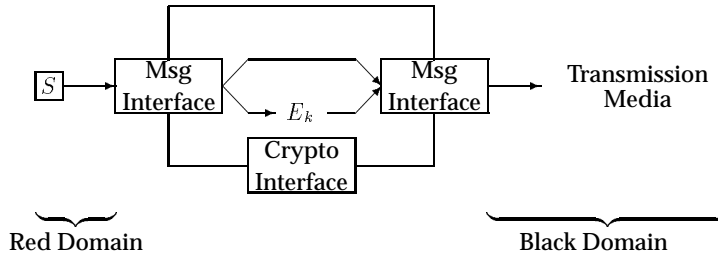 Msg
Interface
S
E_k
Msg
Interface
Transmission
Media
Crypto
Interface
Red Domain
Black Domain